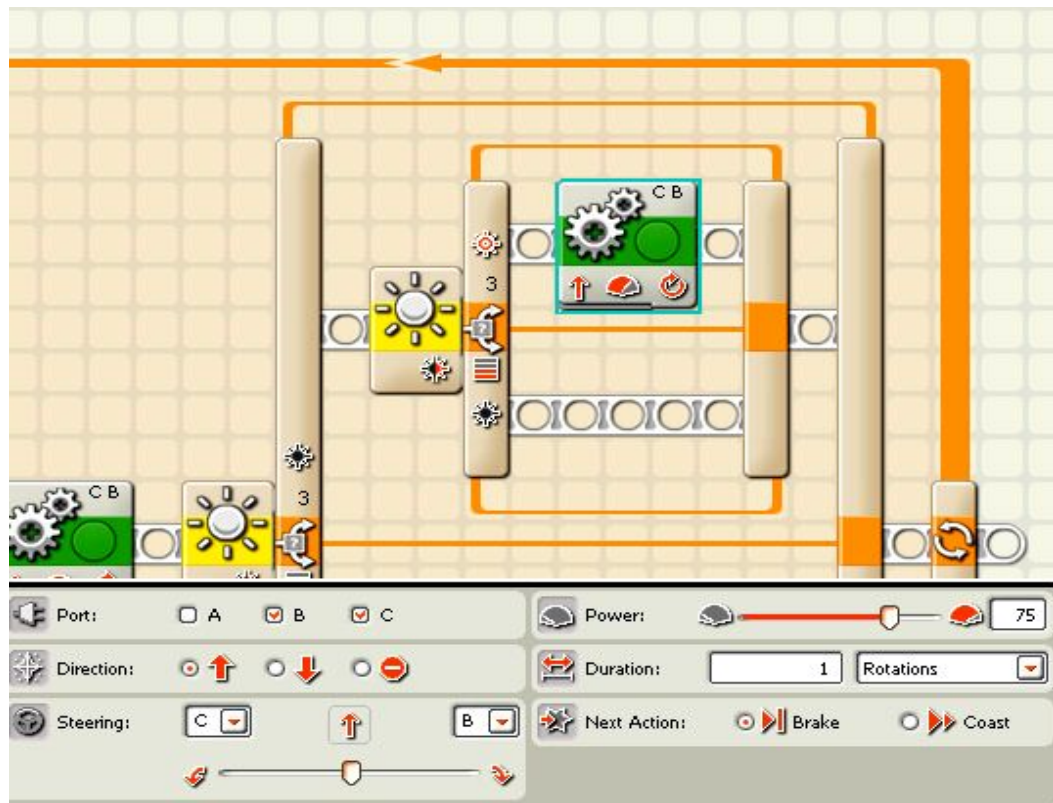 C B
3
3
C B
Port: A B C
Power: 75
Direction:
Duration: 1 Rotations
Steering: C B
Next Action: Brake Coast